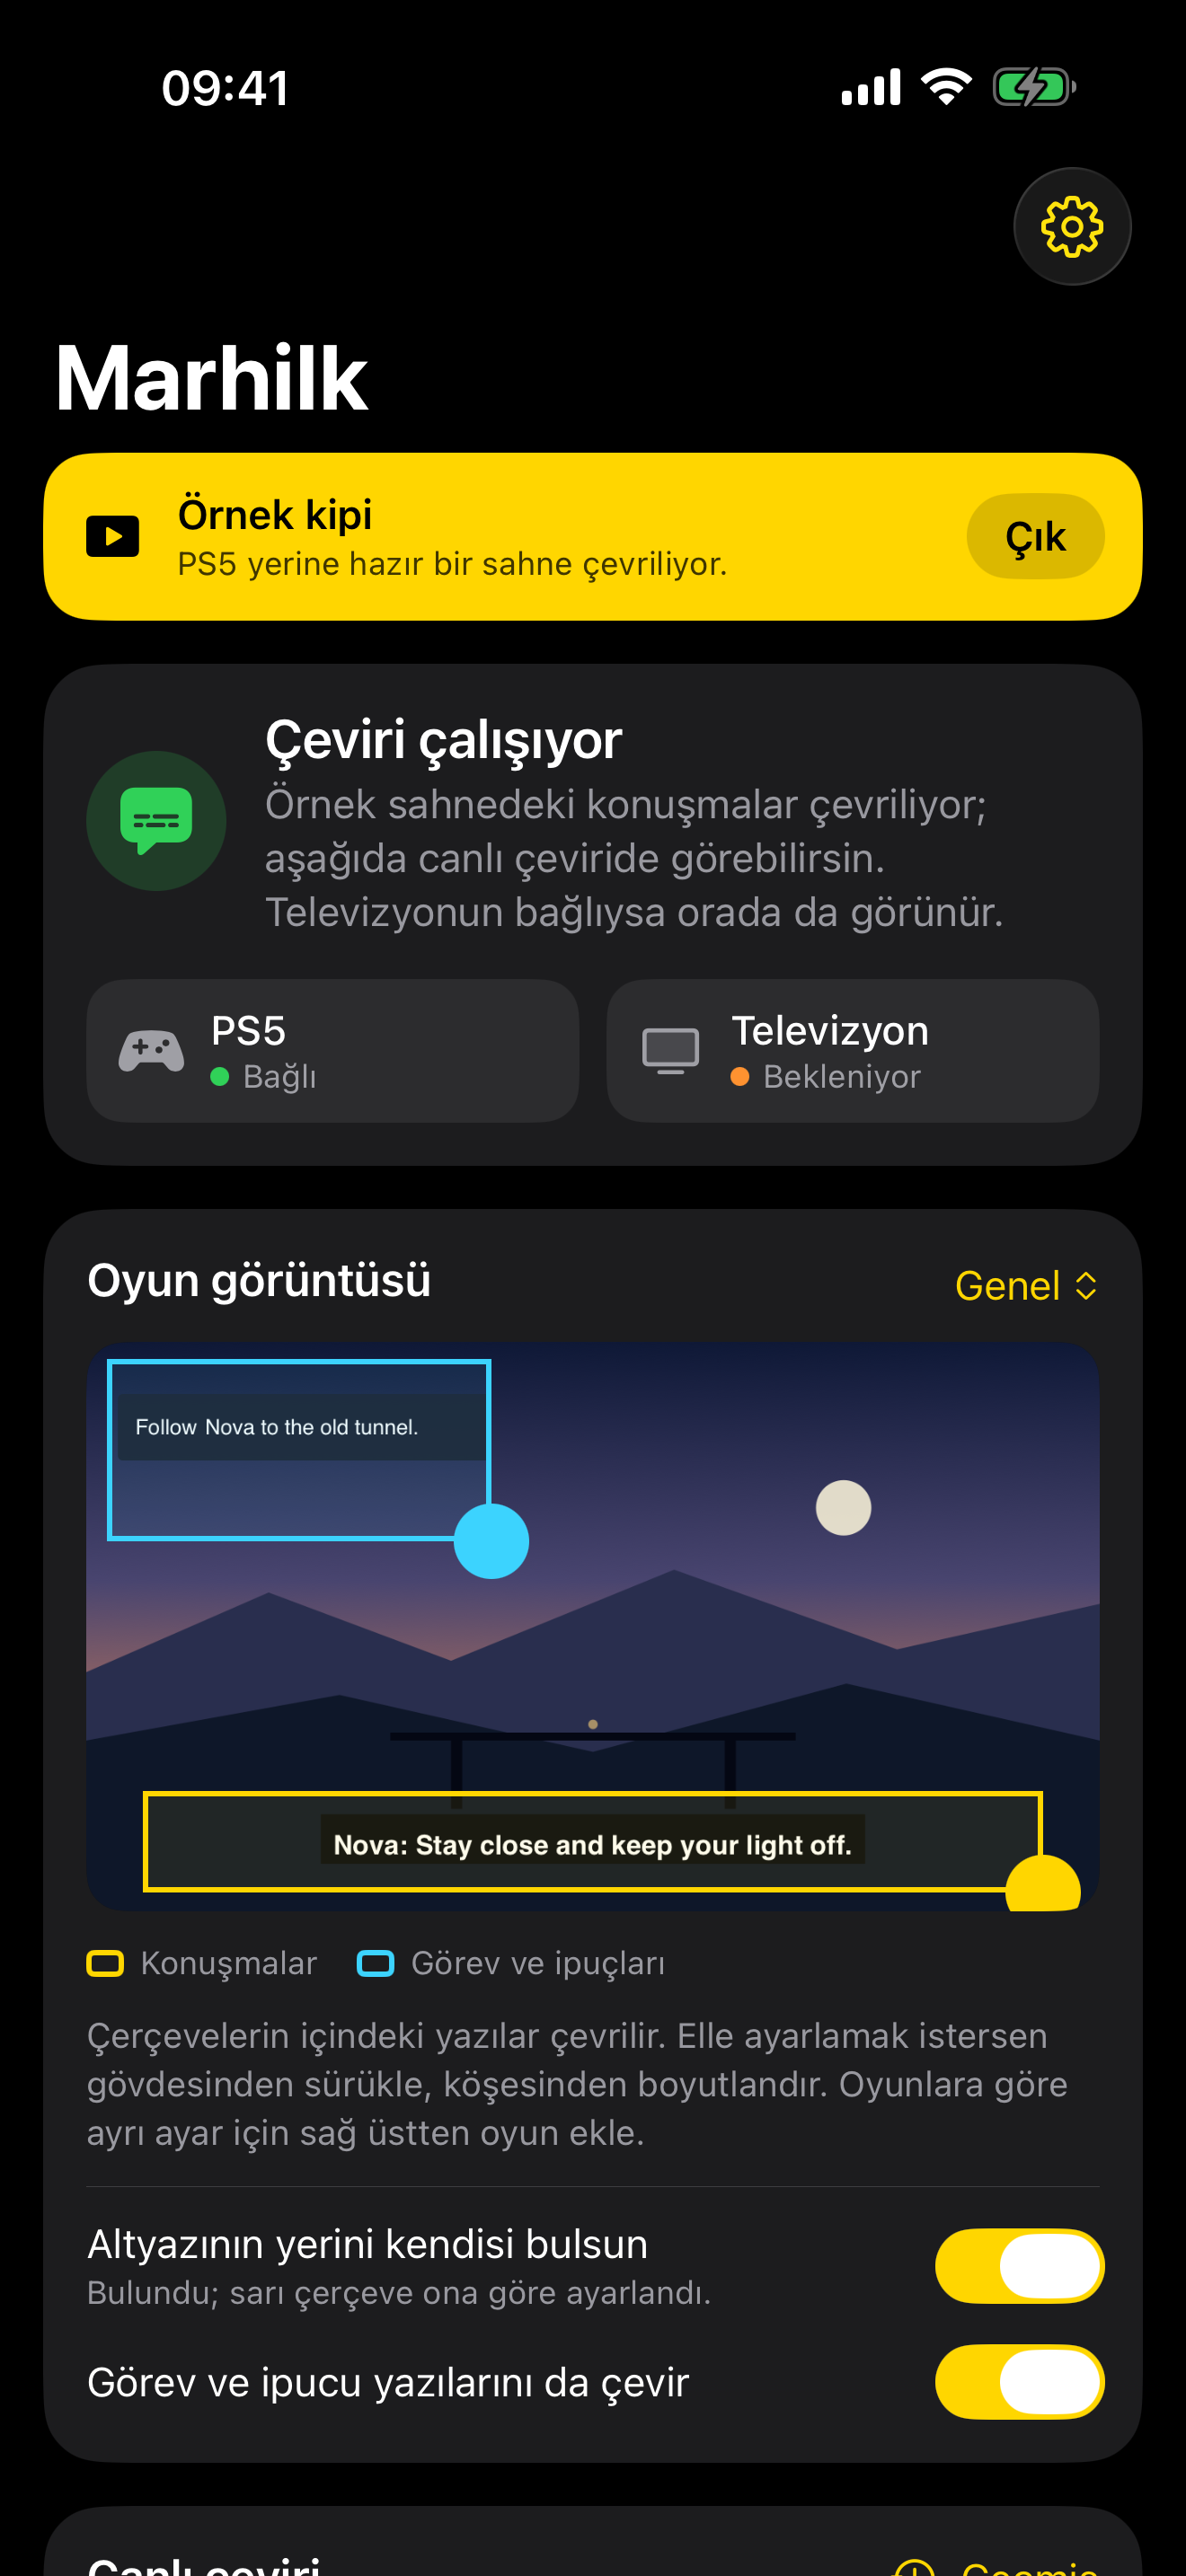 09:41
Marhilk
Örnek kipi
PS5 yerine hazır bir sahne çevriliyor.
Çık
Çeviri çalışıyor
Örnek sahnedeki konuşmalar çevriliyor;
aşağıda canlı çeviride görebilirsin.
Televizyonun bağlıysa orada da görünür.
PS5
Bağlı
Televizyon
Bekleniyor
Oyun görüntüsü
Genel
Follow Nova to the old tunnel.
Nova: Stay close and keep your light off.
Konuşmalar
Görev ve ipuçları
Çerçevelerin içindeki yazılar çevrilir. Elle ayarlamak istersen
gövdesinden sürükle, köşesinden boyutlandır. Oyunlara göre
ayrı ayar için sağ üstten oyun ekle.
Altyazının yerini kendisi bulsun
Bulundu; sarı çerçeve ona göre ayarlandı.
Görev ve ipucu yazılarını da çevir
Canlı çeviri
Geçmiş